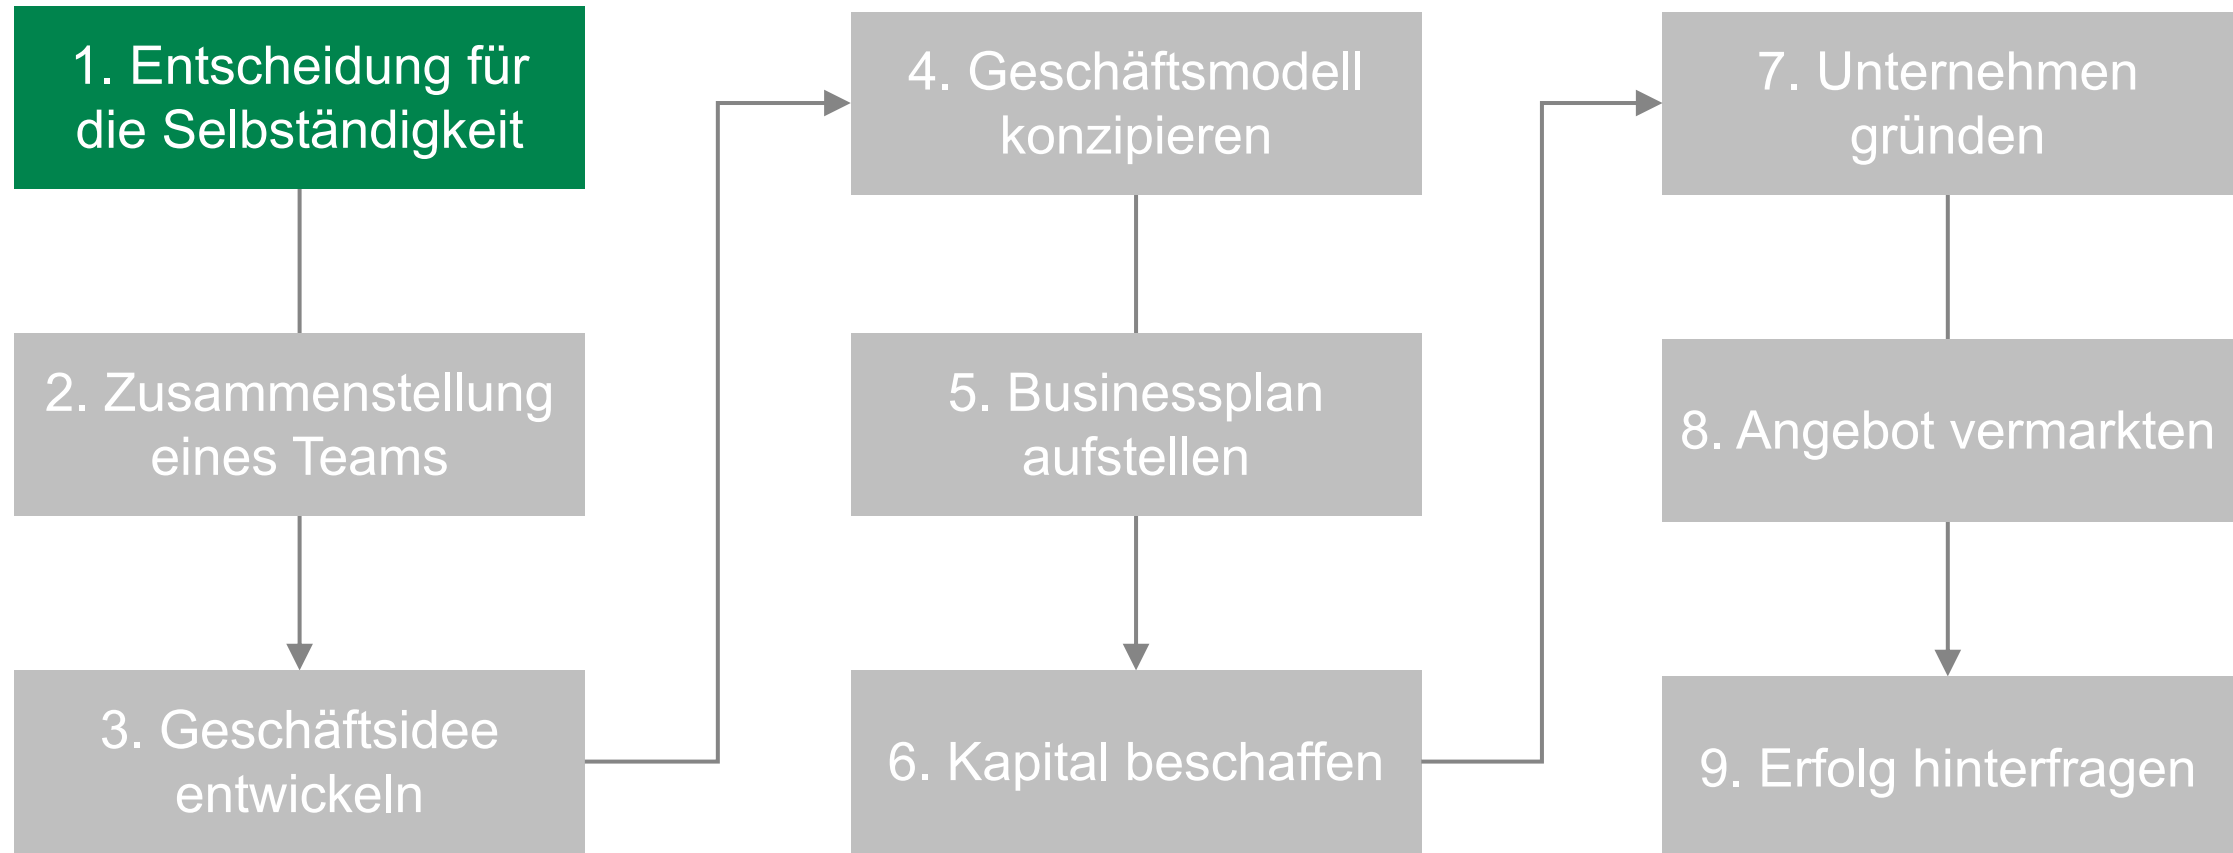 1. Entscheidung für
die Selbständigkeit
2. Zusammenstellung
eines Teams
3. Geschäftsidee
entwickeln
4. Geschäftsmodell
konzipieren
5. Businessplan
aufstellen
6. Kapital beschaffen
7. Unternehmen
gründen
8. Angebot vermarkten
9. Erfolg hinterfragen